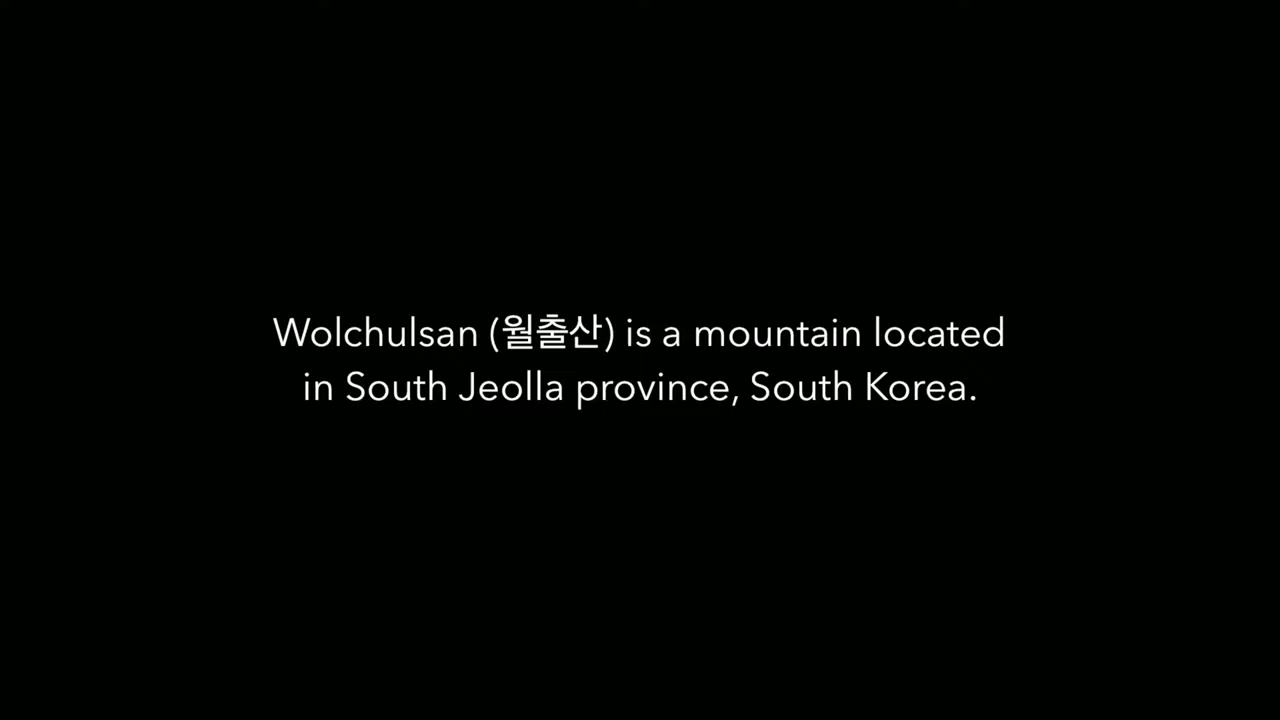 Wolchulsan (월출산) is a mountain located
in South Jeolla province, South Korea.